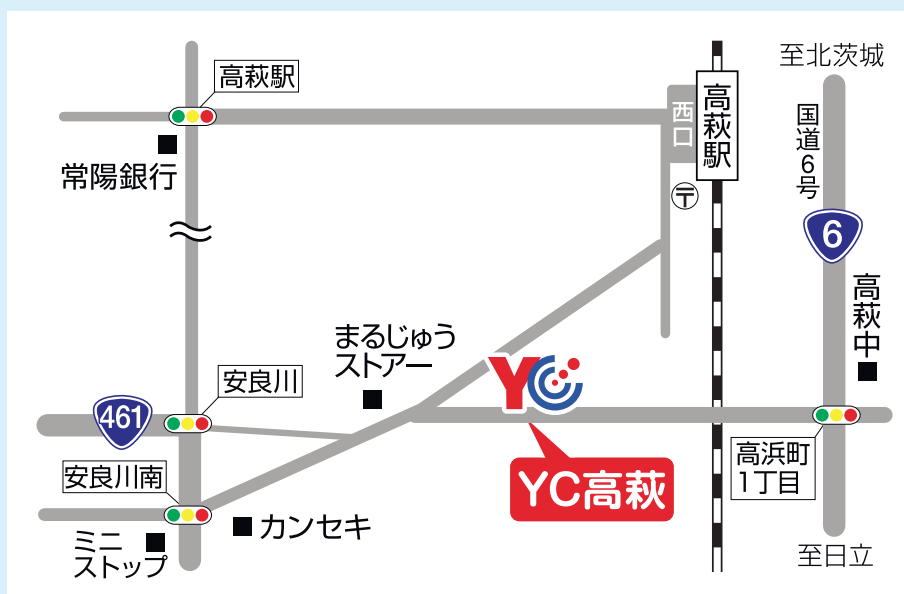 至北茨城
高萩駅
西口
高萩駅
国道6号
常陽銀行
〒
6
高萩中
まるじゅう
ストアー
安良川
YC
461
安良川南
YC高萩
高浜町
1丁目
カンセキ
ミニ
ストップ
至日立